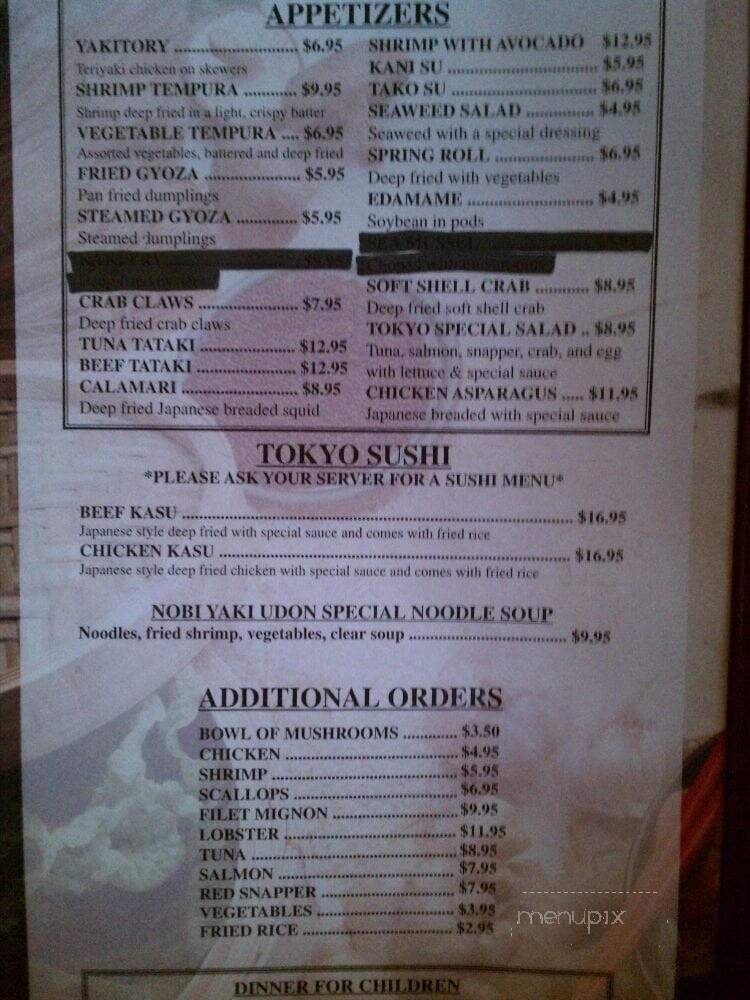 APPETIZERS
YAKITORY ............................ $6.95
Teriyaki chicken on skewers
SHRIMP TEMPURA ............ $9.95
Shrimp deep fried in a light, crispy batter
VEGETABLE TEMPURA .... $6.95
Assorted vegetables, battered and deep fried
FRIED GYOZA ...................... $5.95
Pan fried dumplings
STEAMED GYOZA .............. $5.95
Steamed dumplings
CRAB CLAWS ....................... $7.95
Deep fried crab claws
TUNA TATAKI ...................... $12.95
BEEF TATAKI ....................... $12.95
CALAMARI ........................... $8.95
Deep fried Japanese breaded squid
SHRIMP WITH AVOCADO $12.95
KANI SU .................................. $5.95
TAKO SU ................................. $6.95
SEAWEED SALAD ............... $4.95
Seaweed with a special dressing
SPRING ROLL ...................... $6.95
Deep fried with vegetables
EDAMAME ............................ $4.95
Soybean in pods
SEA MUSSEL
SOFT SHELL CRAB ............ $8.95
Deep fried soft shell crab
TOKYO SPECIAL SALAD .. $8.95
Tuna, salmon, snapper, crab, and egg
with lettuce & special sauce
CHICKEN ASPARAGUS ..... $11.95
Japanese breaded with special sauce
TOKYO SUSHI
*PLEASE ASK YOUR SERVER FOR A SUSHI MENU*
BEEF KASU .................................................................................... $16.95
Japanese style deep fried with special sauce and comes with fried rice
CHICKEN KASU ............................................................................ $16.95
Japanese style deep fried chicken with special sauce and comes with fried rice
NOBI YAKI UDON SPECIAL NOODLE SOUP
Noodles, fried shrimp, vegetables, clear soup ................................... $9.95
ADDITIONAL ORDERS
BOWL OF MUSHROOMS ............ $3.50
CHICKEN ...................................... $4.95
SHRIMP ......................................... $5.95
SCALLOPS .................................... $6.95
FILET MIGNON ........................... $9.95
LOBSTER ...................................... $11.95
TUNA ............................................. $8.95
SALMON ....................................... $7.95
RED SNAPPER ............................. $7.95
VEGETABLES .............................. $3.95
FRIED RICE ................................. $2.95
menupix
DINNER FOR CHILDREN